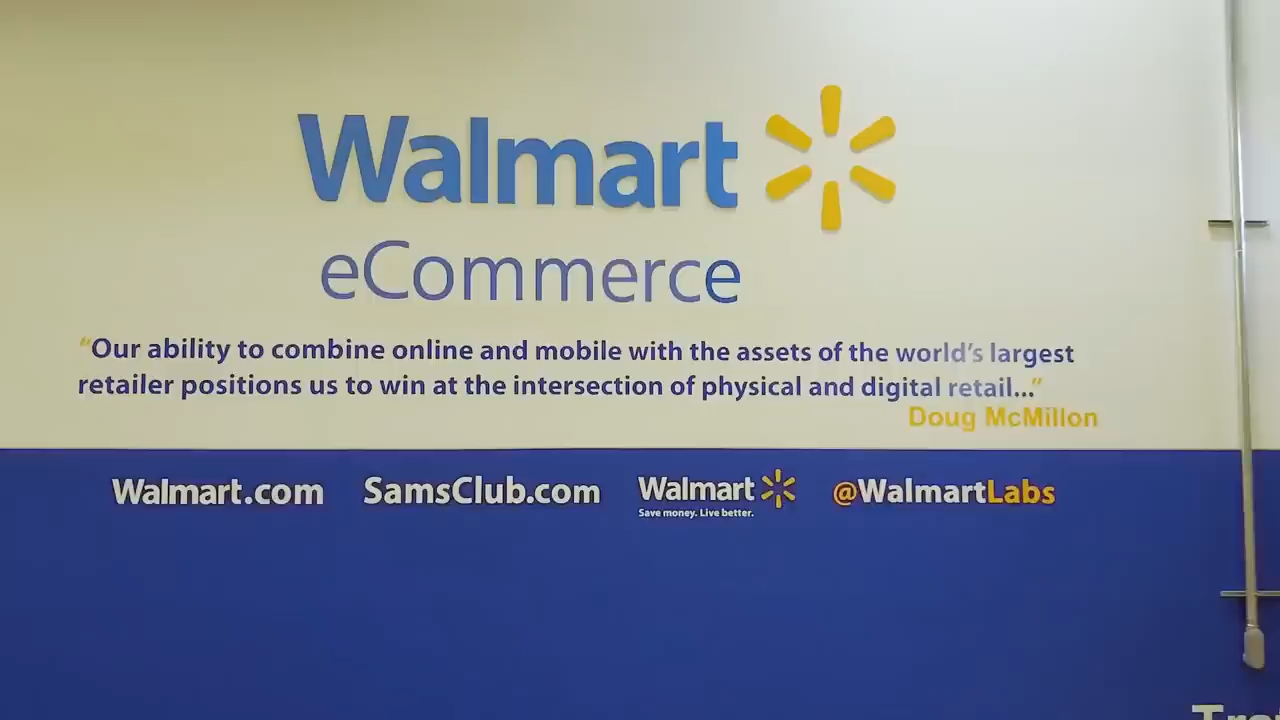 Walmart
eCommerce
“Our ability to combine online and mobile with the assets of the world’s largest
retailer positions us to win at the intersection of physical and digital retail...”
Doug McMillon
Walmart.com SamsClub.com Walmart @WalmartLabs
Save money. Live better.